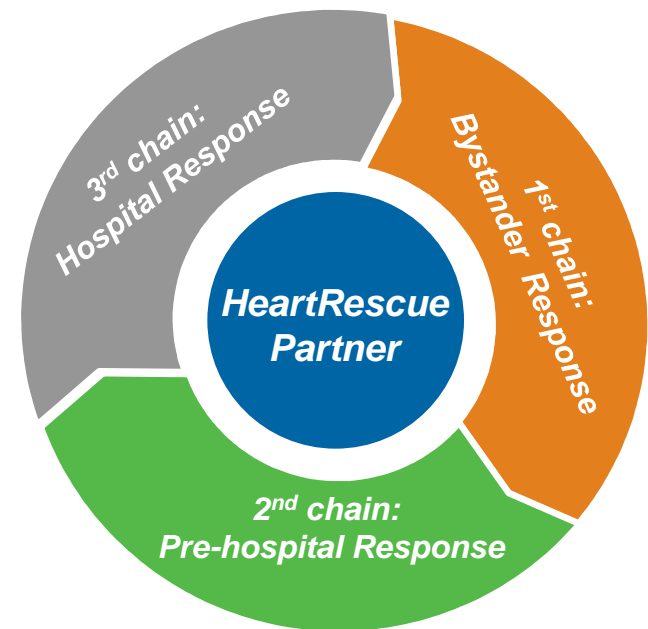 HeartRescue
Partner
1st chain:
Bystander Response
2nd chain:
Pre-hospital Response
3rd chain:
Hospital Response